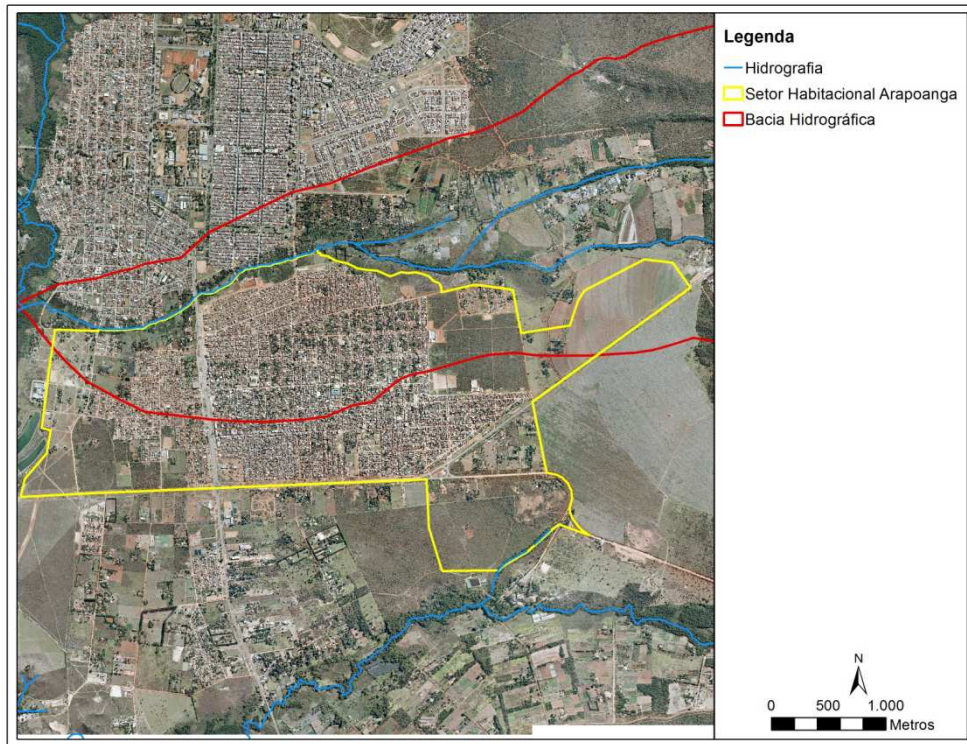 Legenda
Hidrografia
Setor Habitacional Arapoanga
Bacia Hidrográfica
N
0 500 1.000
Metros